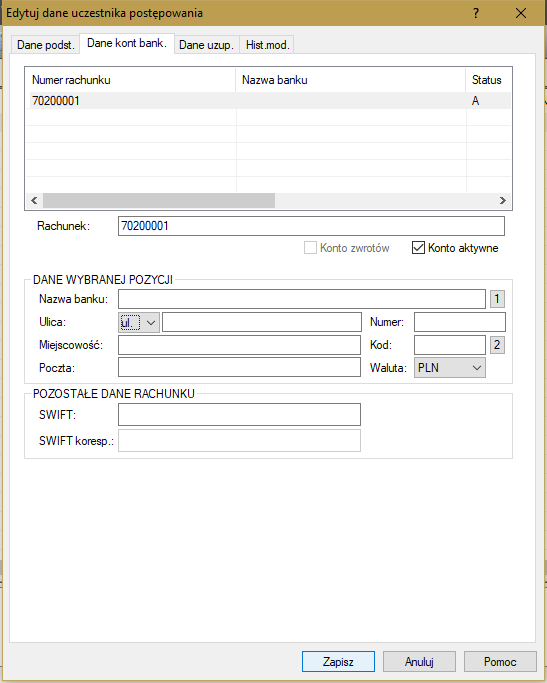 Edytuj dane uczestnika postępowania ?
Dane podst. Dane kont bank. Dane uzup. Hist.mod.
Numer rachunku Nazwa banku Status
70200001 A
Rachunek: 70200001
Konto zwrotów Konto aktywne
DANE WYBRANEJ POZYCJI
Nazwa banku: 1
Ulica: ul. Numer:
Miejscowość: Kod: 2
Poczta: Waluta: PLN
POZOSTAŁE DANE RACHUNKU
SWIFT:
SWIFT koresp.:
Zapisz Anuluj Pomoc